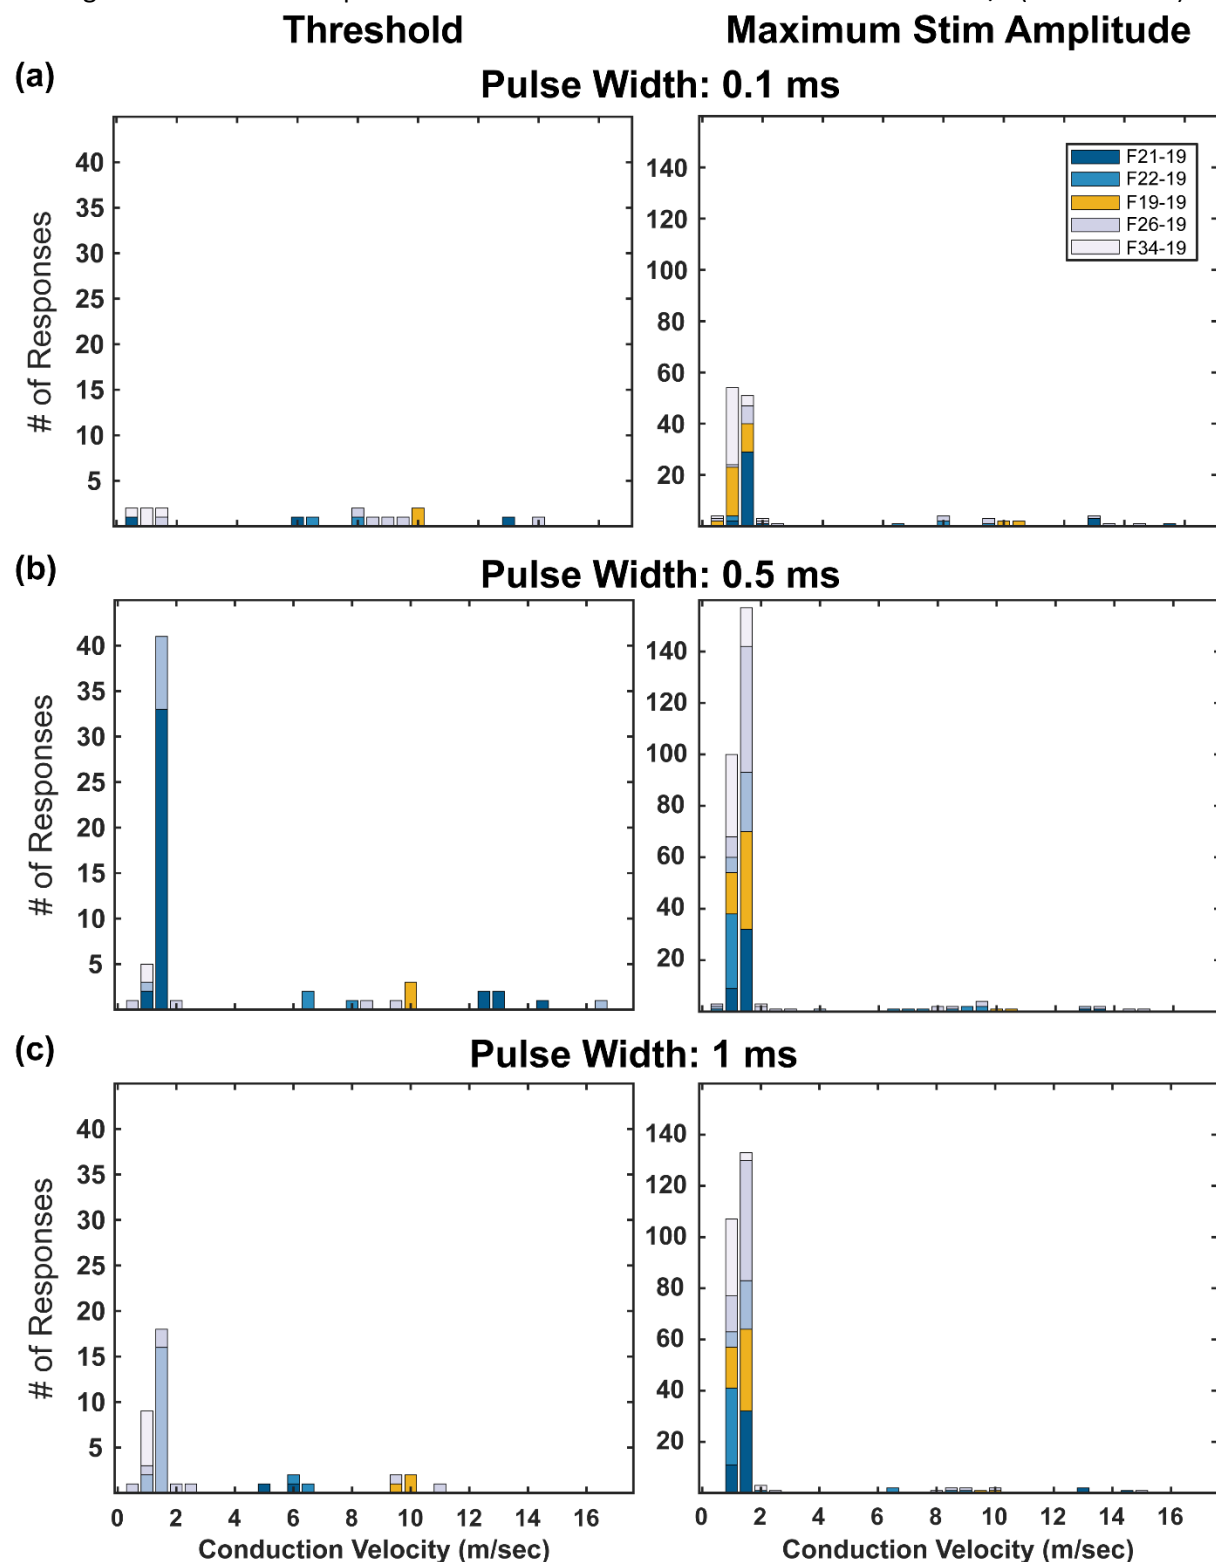 Threshold Maximum Stim Amplitude
(a)
Pulse Width: 0.1 ms
40
35
30
25
20
15
10
5
# of Responses
140
120
100
80
60
40
20
F21-19
F22-19
F19-19
F26-19
F34-19
(b)
Pulse Width: 0.5 ms
40
35
30
25
20
15
10
5
# of Responses
140
120
100
80
60
40
20
(c)
Pulse Width: 1 ms
40
35
30
25
20
15
10
5
# of Responses
0 2 4 6 8 10 12 14 16
Conduction Velocity (m/sec)
140
120
100
80
60
40
20
0 2 4 6 8 10 12 14 16
Conduction Velocity (m/sec)